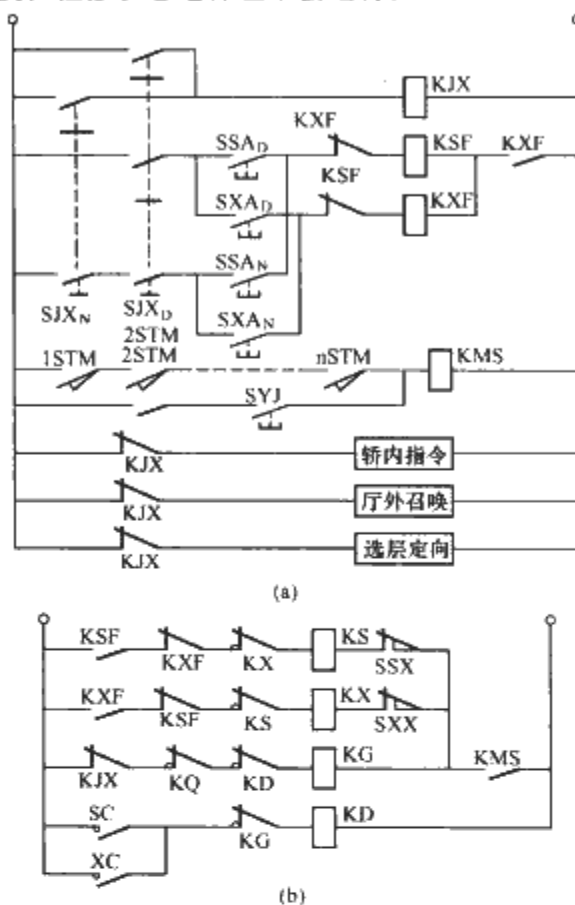 KJX
KXF
SSA_D
KSF
KXF
SXA_D
KSF
KXF
SSA_N
SJX_N
SJX_D
SXA_N
2STM
1STM
2STM
nSTM
KMS
SYJ
KJX
轿内指令
KJX
厅外召唤
KJX
选层定向
(a)
KSF
KXF
KX
KS
SSX
KXF
KSF
KS
KX
SXX
KJX
KQ
KD
KG
KMS
SC
KG
KD
XC
(b)